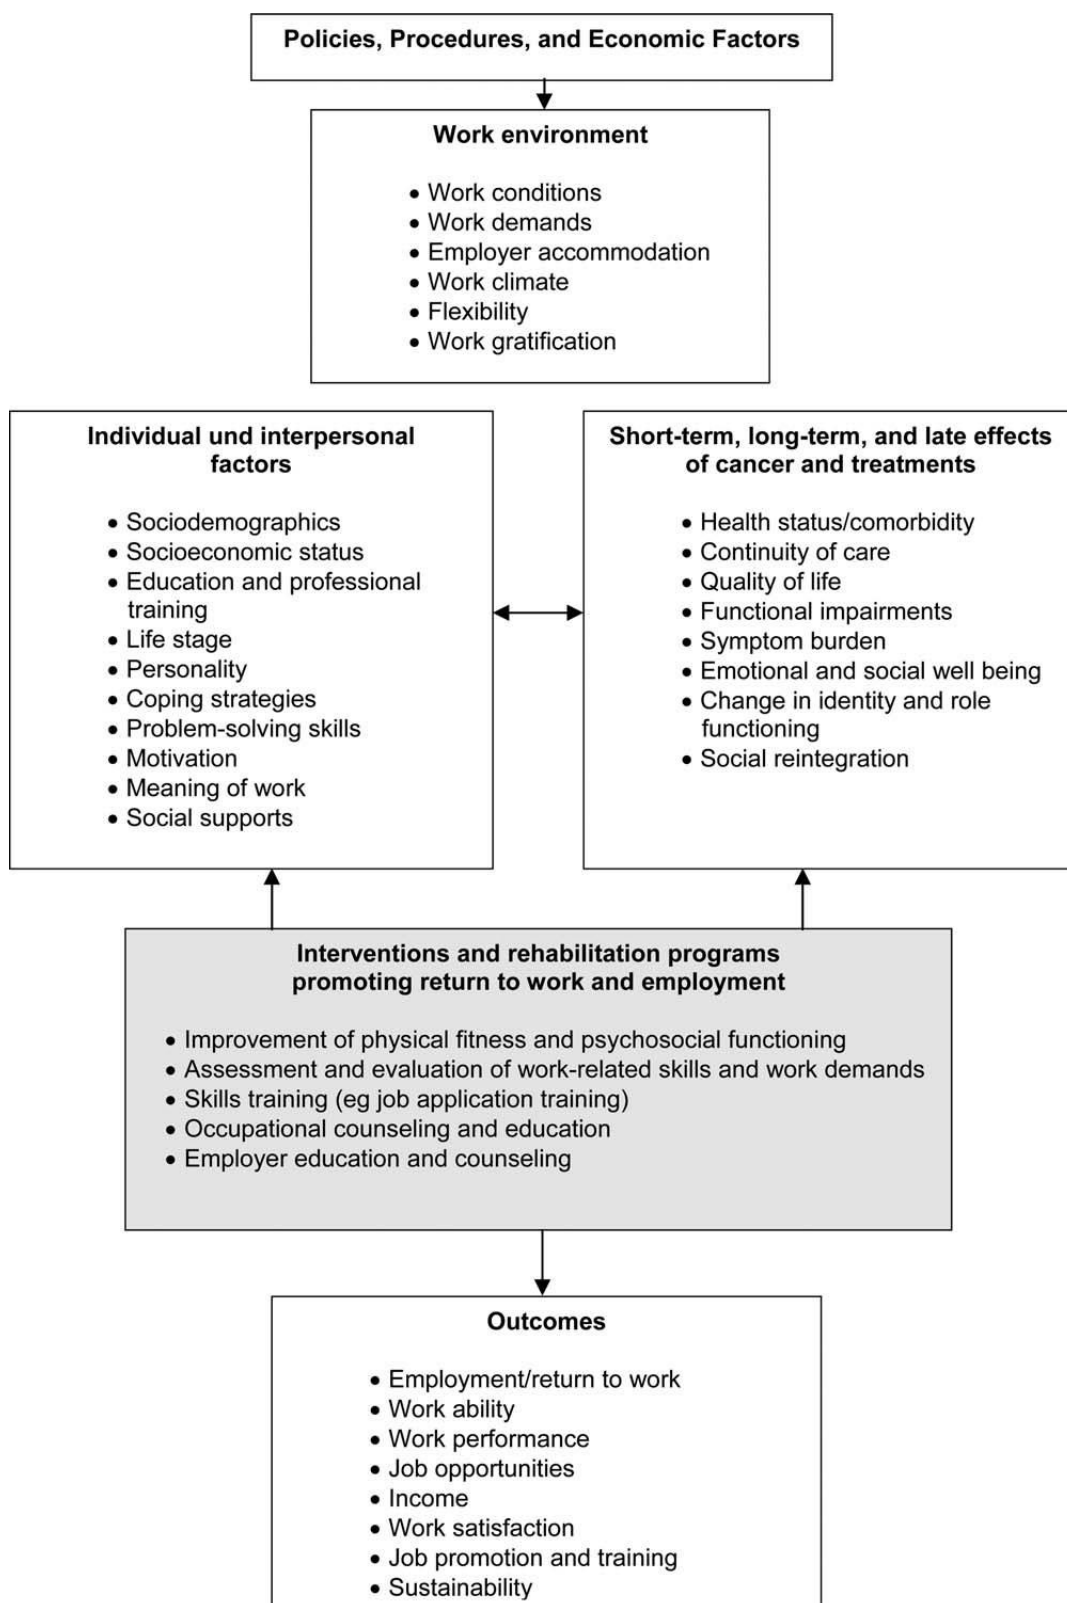 Policies, Procedures, and Economic Factors
Work environment
• Work conditions
• Work demands
• Employer accommodation
• Work climate
• Flexibility
• Work gratification
Individual und interpersonal
factors
• Sociodemographics
• Socioeconomic status
• Education and professional
training
• Life stage
• Personality
• Coping strategies
• Problem-solving skills
• Motivation
• Meaning of work
• Social supports
Short-term, long-term, and late effects
of cancer and treatments
• Health status/comorbidity
• Continuity of care
• Quality of life
• Functional impairments
• Symptom burden
• Emotional and social well being
• Change in identity and role
functioning
• Social reintegration
Interventions and rehabilitation programs
promoting return to work and employment
• Improvement of physical fitness and psychosocial functioning
• Assessment and evaluation of work-related skills and work demands
• Skills training (eg job application training)
• Occupational counseling and education
• Employer education and counseling
Outcomes
• Employment/return to work
• Work ability
• Work performance
• Job opportunities
• Income
• Work satisfaction
• Job promotion and training
• Sustainability